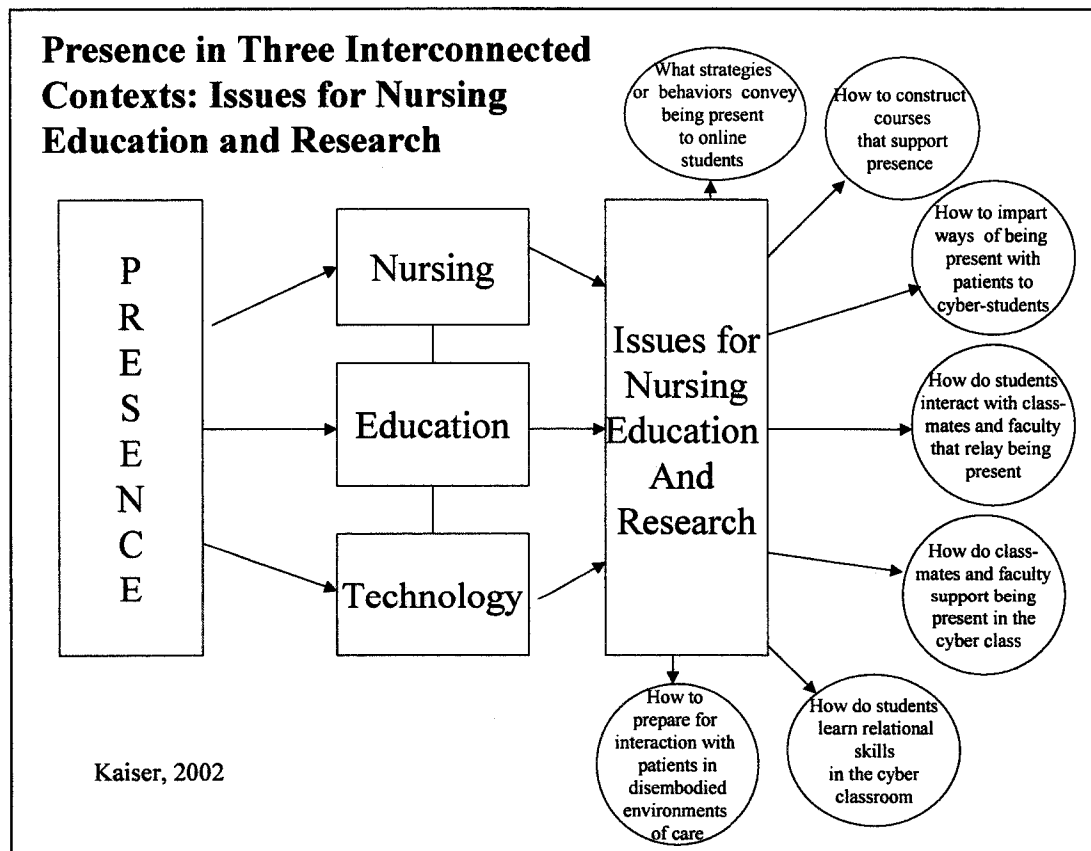 Presence in Three Interconnected
Contexts: Issues for Nursing
Education and Research
P
R
E
S
E
N
C
E
Nursing
Education
Technology
Issues for
Nursing
Education
And
Research
What strategies
or behaviors convey
being present
to online
students
How to construct
courses
that support
presence
How to impart
ways of being
present with
patients to
cyber-students
How do students
interact with class-
mates and faculty
that relay being
present
How do class-
mates and faculty
support being
present in the
cyber class
How do students
learn relational
skills
in the cyber
classroom
How to
prepare for
interaction with
patients in
disembodied
environments
of care
Kaiser, 2002